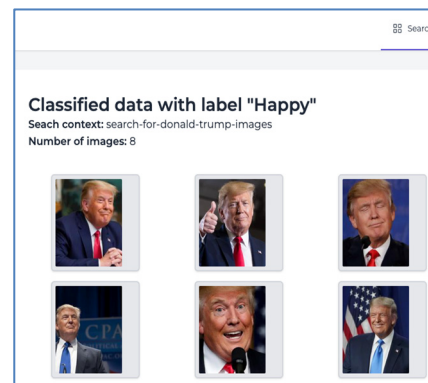 Searc
Classified data with label "Happy"
Seach context: search-for-donald-trump-images
Number of images: 8
CPA